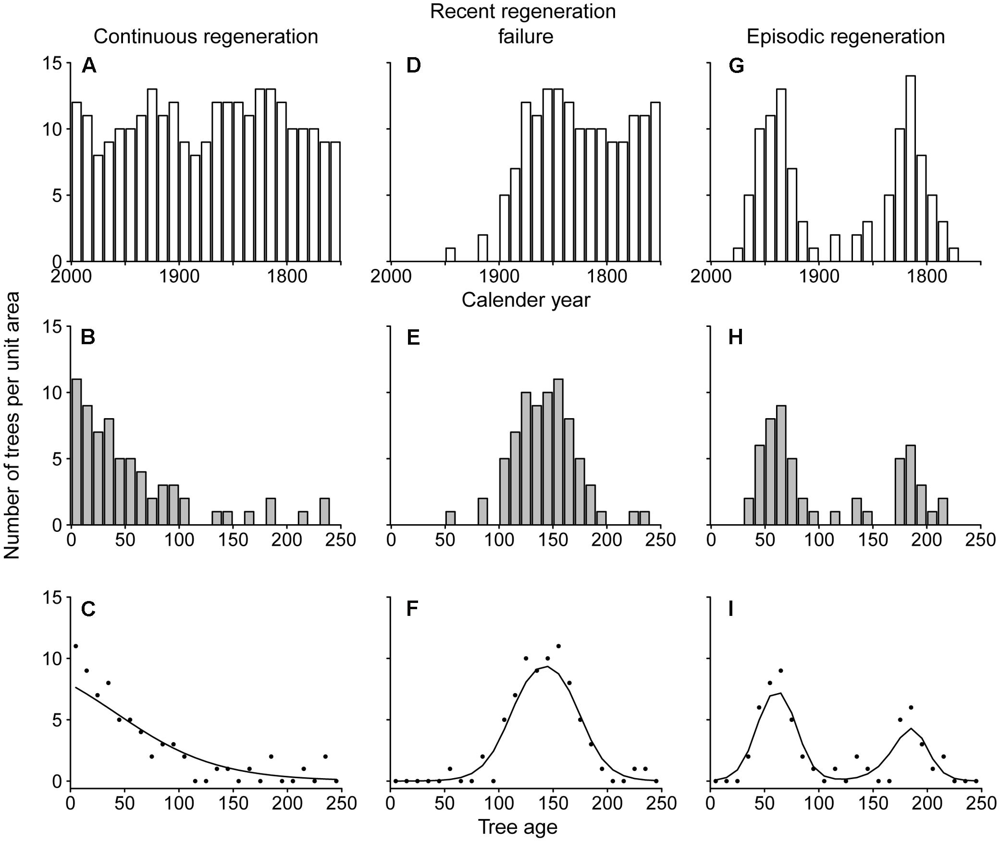 Recent regeneration
Continuous regeneration failure Episodic regeneration
A D G
15
10
5
0
2000 1900 1800 2000 1900 1800 2000 1900 1800
Calender year
Number of trees per unit area
B E H
15
10
5
0
0 50 100 150 200 250 0 50 100 150 200 250 0 50 100 150 200 250
C F I
15
10
5
0
0 50 100 150 200 250 0 50 100 150 200 250 0 50 100 150 200 250
Tree age